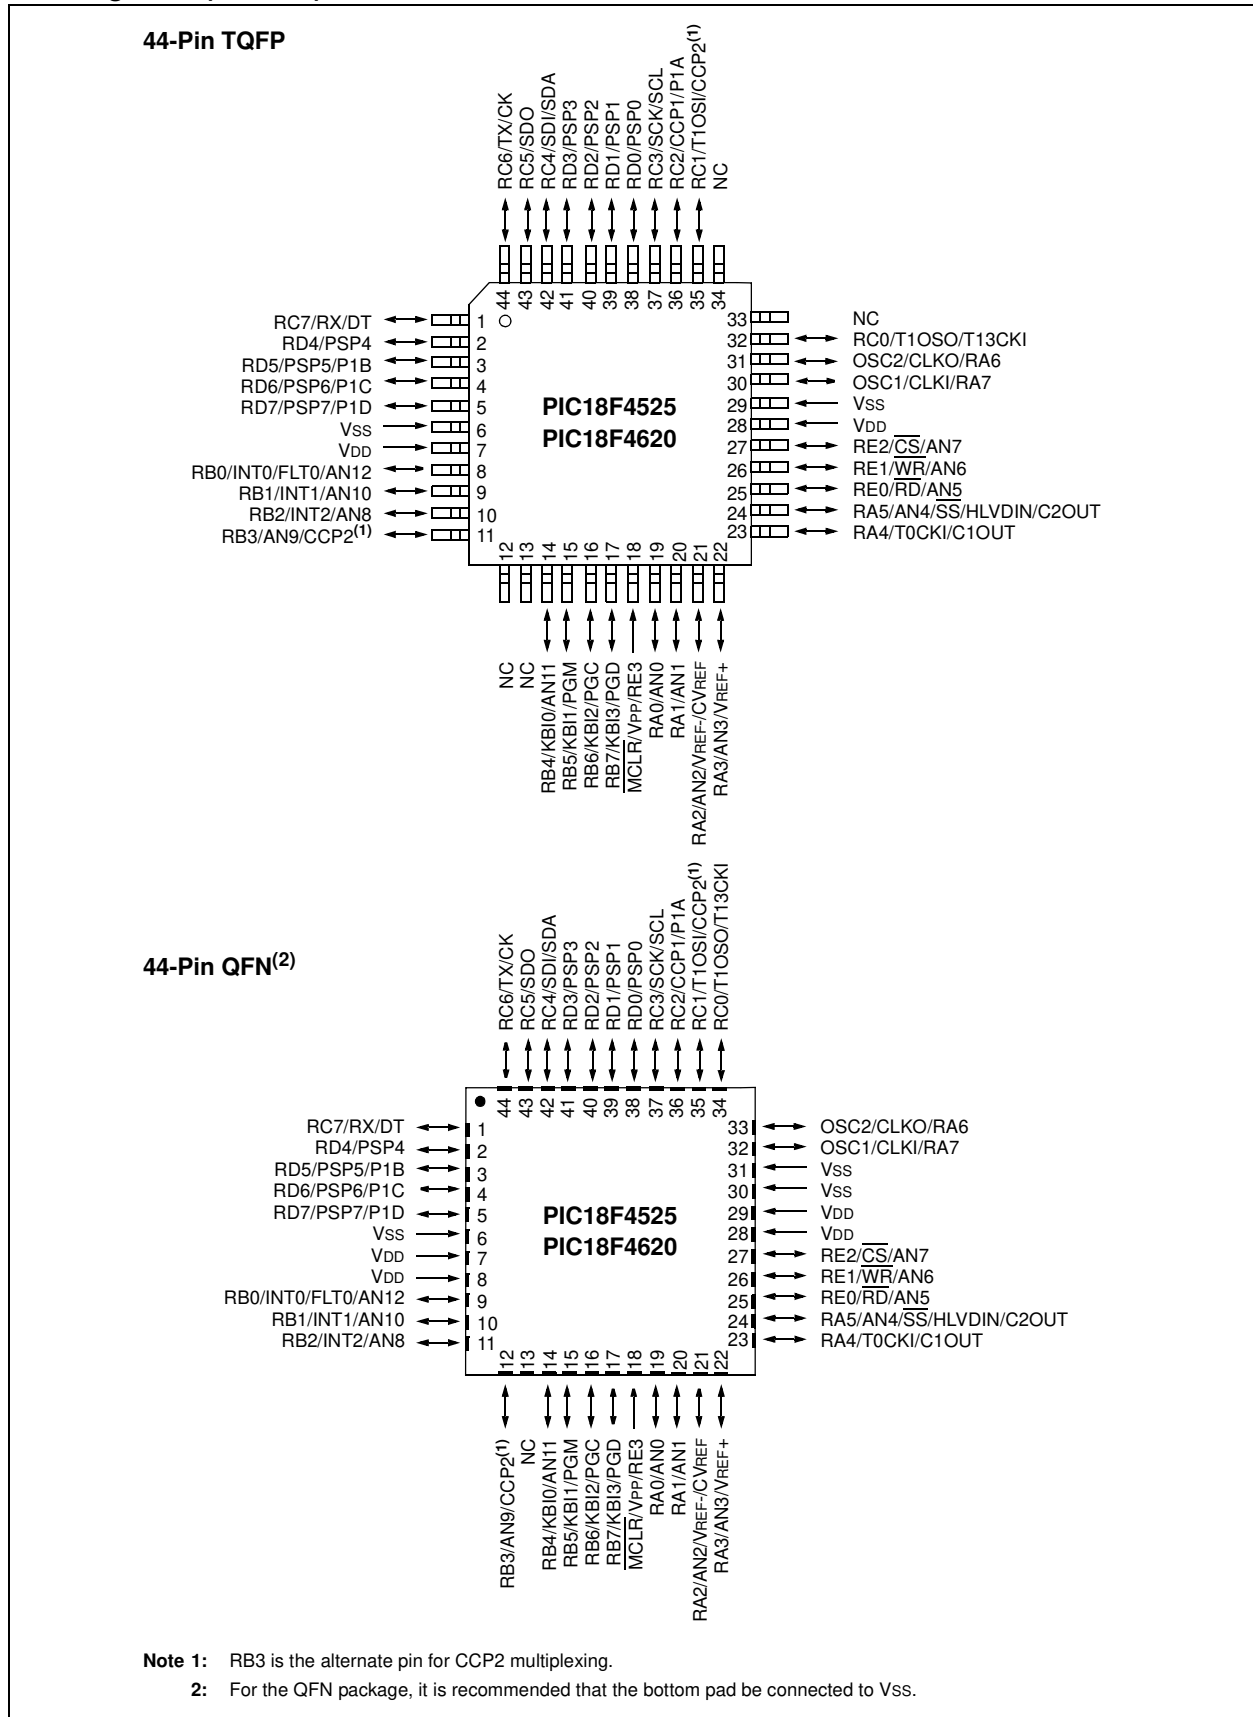 44-Pin TQFP
RC6/TX/CK
RC5/SDO
RC4/SDI/SDA
RD3/PSP3
RD2/PSP2
RD1/PSP1
RD0/PSP0
RC3/SCK/SCL
RC2/CCP1/P1A
RC1/T1OSI/CCP2(1)
NC
44
43
42
41
40
39
38
37
36
35
34
RC7/RX/DT 1
RD4/PSP4 2
RD5/PSP5/P1B 3
RD6/PSP6/P1C 4
RD7/PSP7/P1D 5
VSS 6
VDD 7
RB0/INT0/FLT0/AN12 8
RB1/INT1/AN10 9
RB2/INT2/AN8 10
RB3/AN9/CCP2(1) 11
PIC18F4525
PIC18F4620
33 NC
32 RC0/T1OSO/T13CKI
31 OSC2/CLKO/RA6
30 OSC1/CLKI/RA7
29 VSS
28 VDD
27 RE2/CS/AN7
26 RE1/WR/AN6
25 RE0/RD/AN5
24 RA5/AN4/SS/HLVDIN/C2OUT
23 RA4/T0CKI/C1OUT
12
13
14
15
16
17
18
19
20
21
22
NC
NC
RB4/KBI0/AN11
RB5/KBI1/PGM
RB6/KBI2/PGC
RB7/KBI3/PGD
MCLR/VPP/RE3
RA0/AN0
RA1/AN1
RA2/AN2/VREF-/CVREF
RA3/AN3/VREF+
44-Pin QFN(2)
RC6/TX/CK
RC5/SDO
RC4/SDI/SDA
RD3/PSP3
RD2/PSP2
RD1/PSP1
RD0/PSP0
RC3/SCK/SCL
RC2/CCP1/P1A
RC1/T1OSI/CCP2(1)
RC0/T1OSO/T13CKI
44
43
42
41
40
39
38
37
36
35
34
RC7/RX/DT 1
RD4/PSP4 2
RD5/PSP5/P1B 3
RD6/PSP6/P1C 4
RD7/PSP7/P1D 5
VSS 6
VDD 7
VDD 8
RB0/INT0/FLT0/AN12 9
RB1/INT1/AN10 10
RB2/INT2/AN8 11
PIC18F4525
PIC18F4620
33 OSC2/CLKO/RA6
32 OSC1/CLKI/RA7
31 VSS
30 VSS
29 VDD
28 VDD
27 RE2/CS/AN7
26 RE1/WR/AN6
25 RE0/RD/AN5
24 RA5/AN4/SS/HLVDIN/C2OUT
23 RA4/T0CKI/C1OUT
12
13
14
15
16
17
18
19
20
21
22
RB3/AN9/CCP2(1)
NC
RB4/KBI0/AN11
RB5/KBI1/PGM
RB6/KBI2/PGC
RB7/KBI3/PGD
MCLR/VPP/RE3
RA0/AN0
RA1/AN1
RA2/AN2/VREF-/CVREF
RA3/AN3/VREF+
Note 1: RB3 is the alternate pin for CCP2 multiplexing.
2: For the QFN package, it is recommended that the bottom pad be connected to VSS.